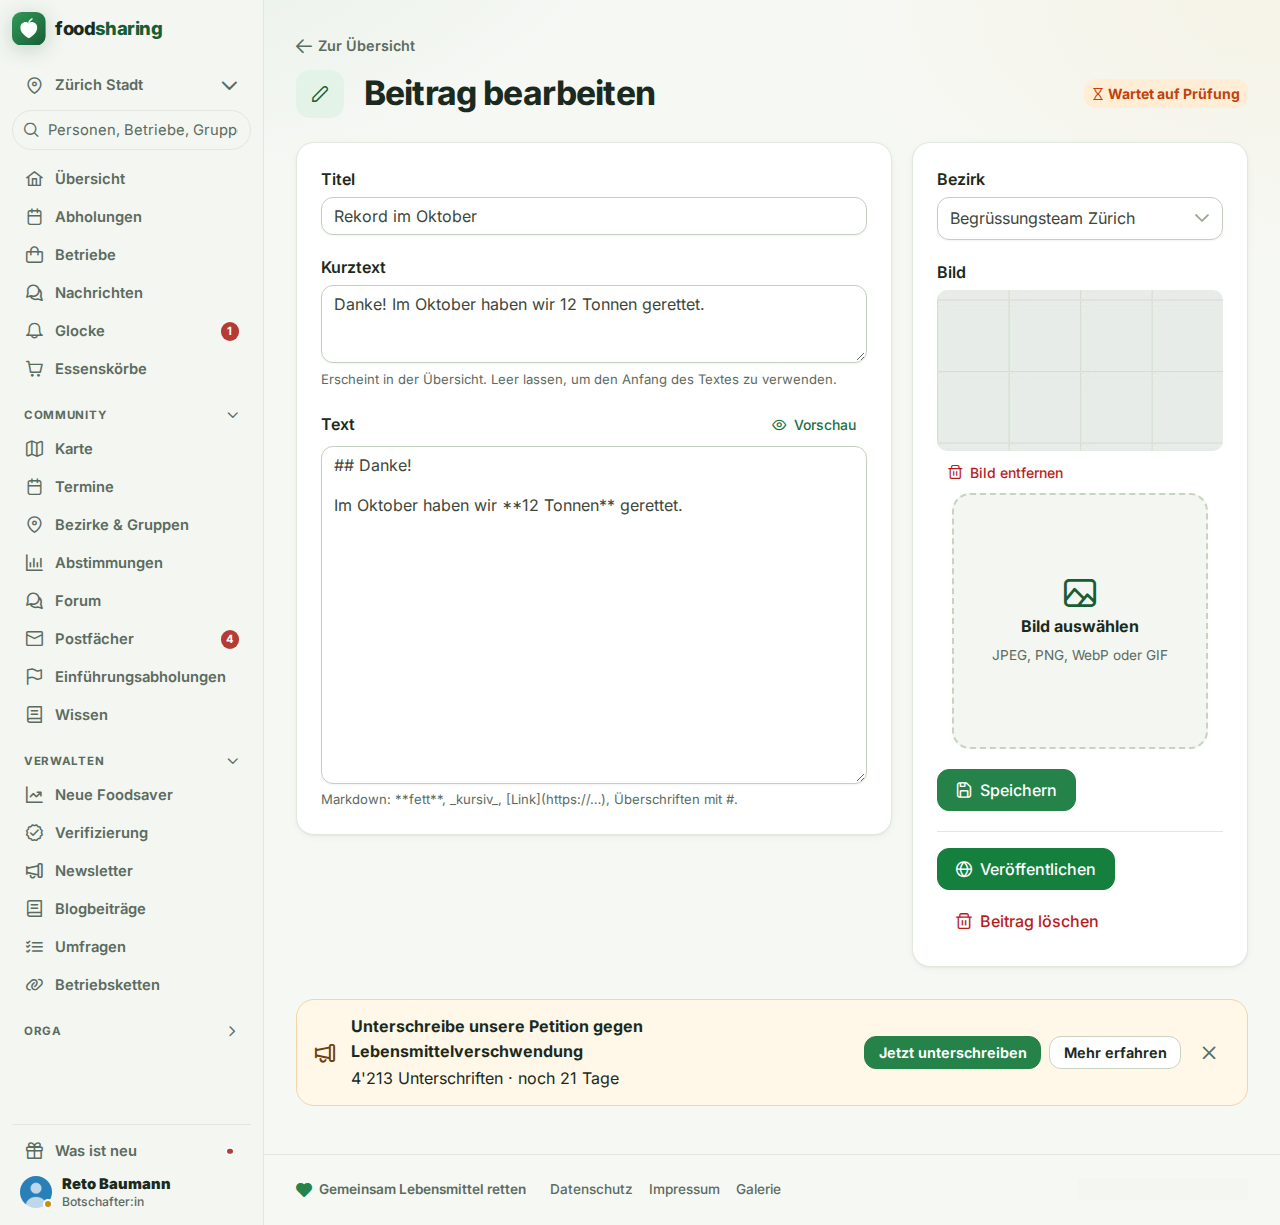 foodsharing
Zürich Stadt
Personen, Betriebe, Grupp
Übersicht
Abholungen
Betriebe
Nachrichten
Glocke 1
Essenskörbe
COMMUNITY
Karte
Termine
Bezirke & Gruppen
Abstimmungen
Forum
Postfächer 4
Einführungsabholungen
Wissen
VERWALTEN
Neue Foodsaver
Verifizierung
Newsletter
Blogbeiträge
Umfragen
Betriebsketten
ORGA
Was ist neu
Reto Baumann
Botschafter:in
Zur Übersicht
Beitrag bearbeiten
Wartet auf Prüfung
Titel
Rekord im Oktober
Kurztext
Danke! Im Oktober haben wir 12 Tonnen gerettet.
Erscheint in der Übersicht. Leer lassen, um den Anfang des Textes zu verwenden.
Text
Vorschau
## Danke!
Im Oktober haben wir **12 Tonnen** gerettet.
Markdown: **fett**, _kursiv_, [Link](https://…), Überschriften mit #.
Bezirk
Begrüssungsteam Zürich
Bild
Bild entfernen
Bild auswählen
JPEG, PNG, WebP oder GIF
Speichern
Veröffentlichen
Beitrag löschen
Unterschreibe unsere Petition gegen
Lebensmittelverschwendung
4'213 Unterschriften · noch 21 Tage
Jetzt unterschreiben
Mehr erfahren
Gemeinsam Lebensmittel retten
Datenschutz
Impressum
Galerie